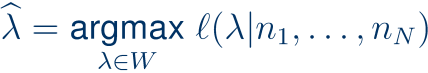 λ̂ = argmax ℓ(λ|n₁, . . . , n_N)
λ∈W